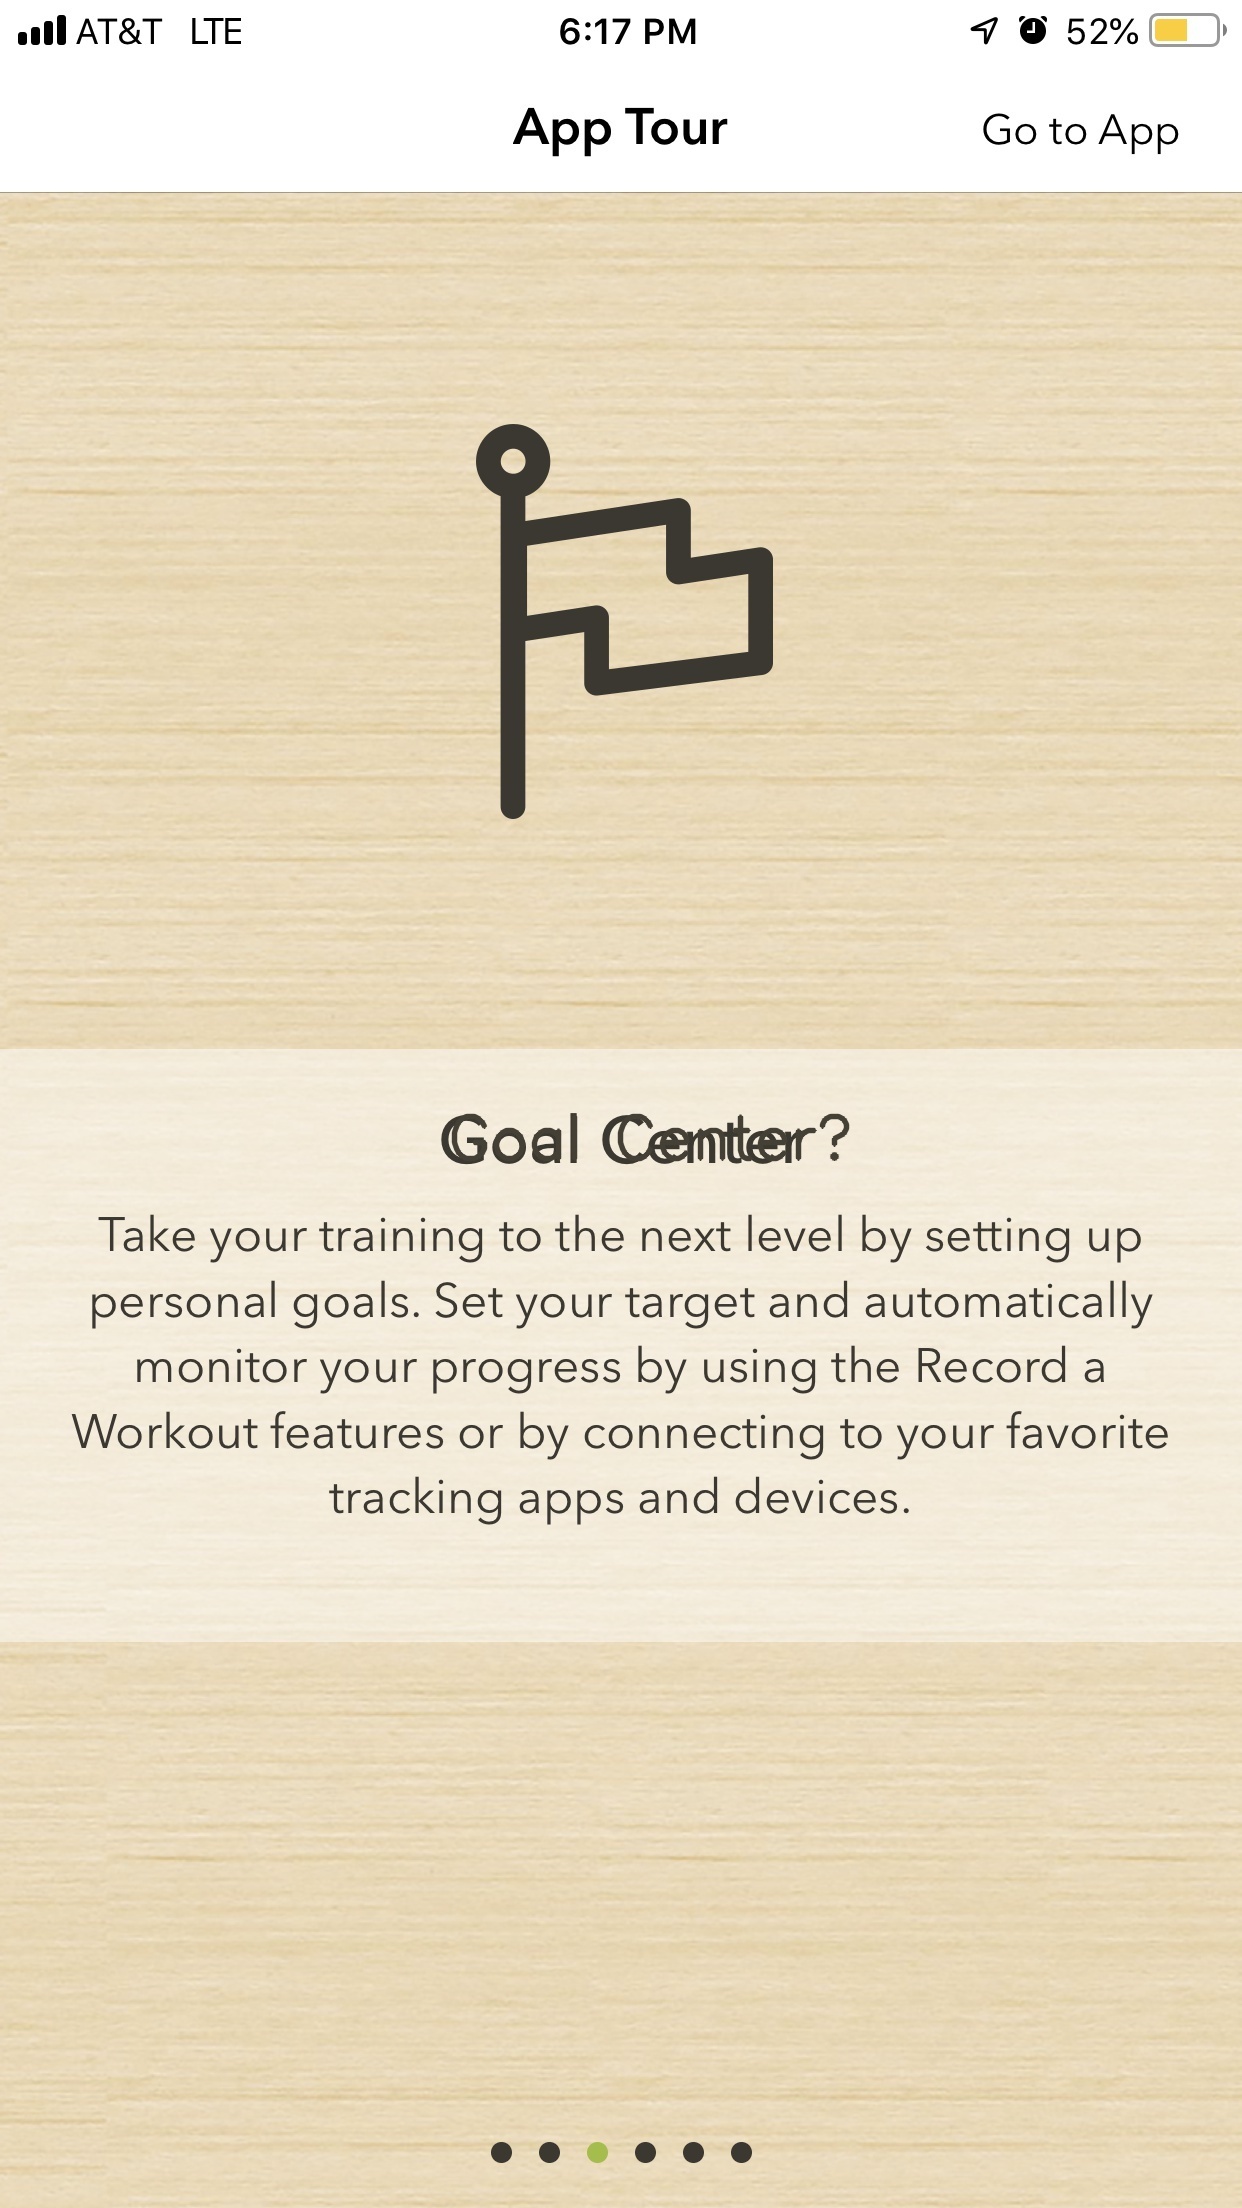 AT&T LTE 6:17 PM 52%
App Tour Go to App
Goal Center?
Take your training to the next level by setting up
personal goals. Set your target and automatically
monitor your progress by using the Record a
Workout features or by connecting to your favorite
tracking apps and devices.